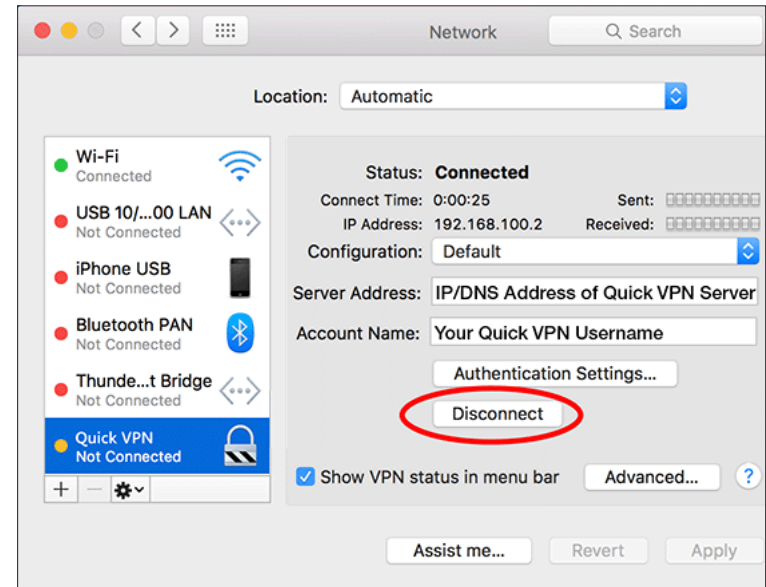 Network
Search
Location: Automatic
Wi-Fi
Connected
USB 10/...00 LAN
Not Connected
iPhone USB
Not Connected
Bluetooth PAN
Not Connected
Thunde...t Bridge
Not Connected
Quick VPN
Not Connected
Status: Connected
Connect Time: 0:00:25 Sent:
IP Address: 192.168.100.2 Received:
Configuration: Default
Server Address: IP/DNS Address of Quick VPN Server
Account Name: Your Quick VPN Username
Authentication Settings...
Disconnect
Show VPN status in menu bar Advanced... ?
Assist me... Revert Apply